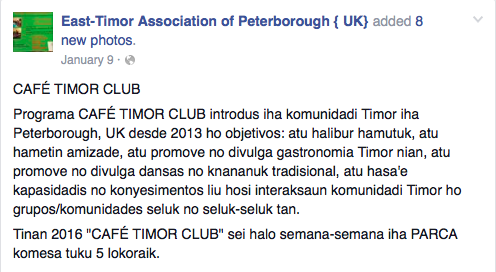 East-Timor Association of Peterborough { UK} added 8
new photos.
January 9 ·
CAFÉ TIMOR CLUB
Programa CAFÉ TIMOR CLUB introdus iha komunidadi Timor iha
Peterborough, UK desde 2013 ho objetivos: atu halibur hamutuk, atu
hametin amizade, atu promove no divulga gastronomia Timor nian, atu
promove no divulga dansas no knananuk tradisional, atu hasa'e
kapasidadis no konyesimentos liu hosi interaksaun komunidadi Timor ho
grupos/komunidades seluk no seluk-seluk tan.
Tinan 2016 "CAFÉ TIMOR CLUB" sei halo semana-semana iha PARCA
komesa tuku 5 lokoraik.